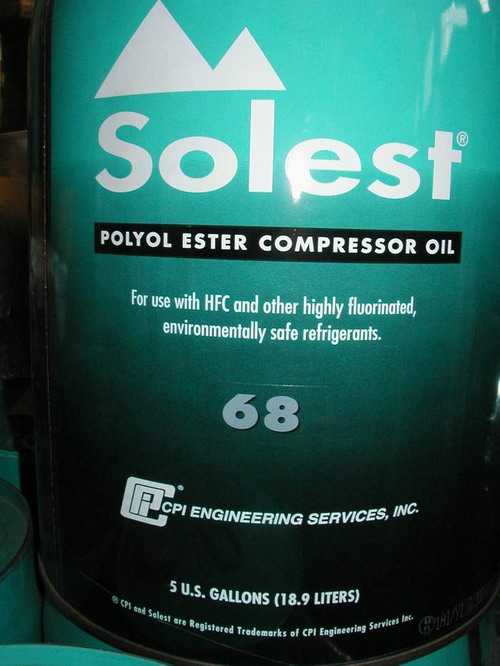 Solest®
POLYOL ESTER COMPRESSOR OIL
For use with HFC and other highly fluorinated,
environmentally safe refrigerants.
68
CPI ENGINEERING SERVICES, INC.
5 U.S. GALLONS (18.9 LITERS)
® CPI and Solest are Registered Trademarks of CPI Engineering Services Inc.